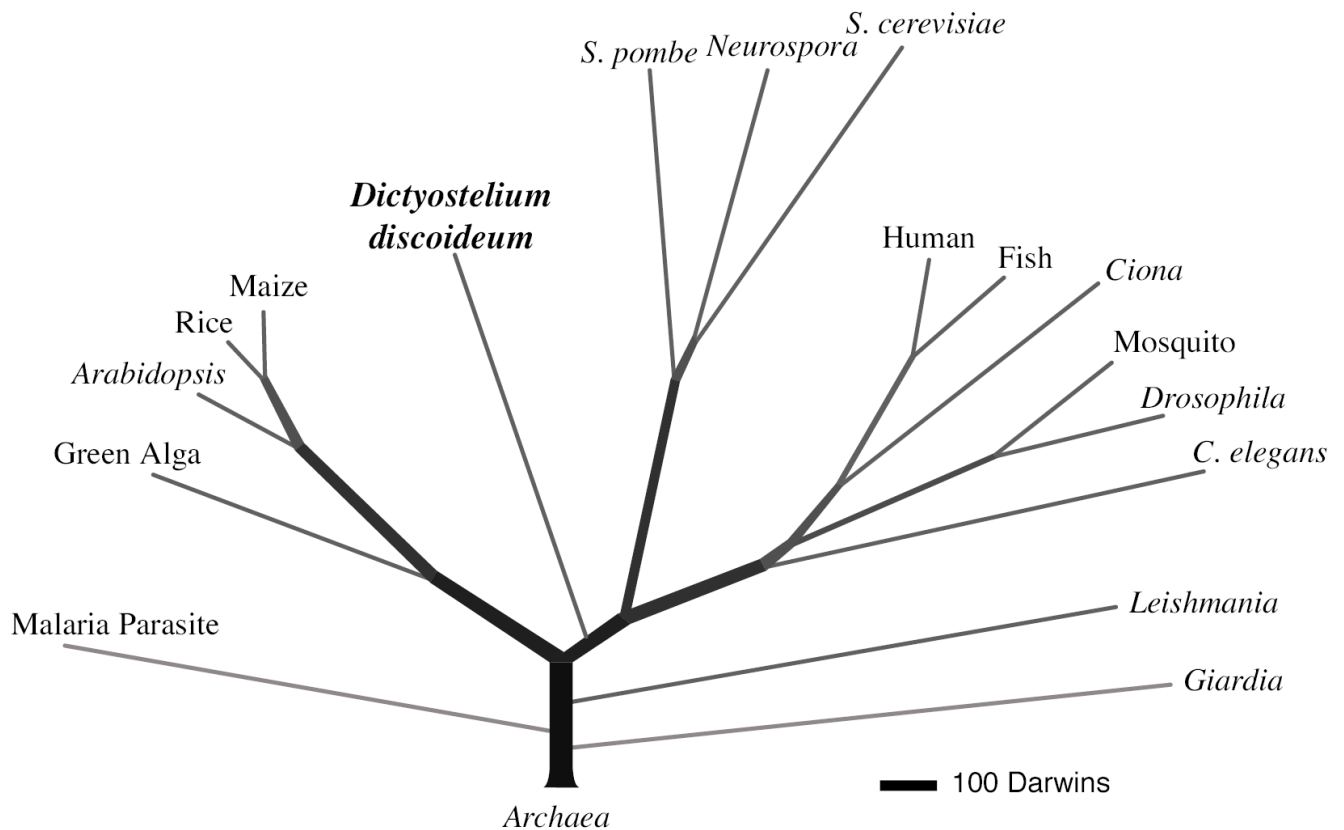 S. cerevisiae
S. pombe
Neurospora
Dictyostelium
discoideum
Human
Fish
Ciona
Maize
Rice
Mosquito
Arabidopsis
Drosophila
Green Alga
C. elegans
Malaria Parasite
Leishmania
Giardia
100 Darwins
Archaea